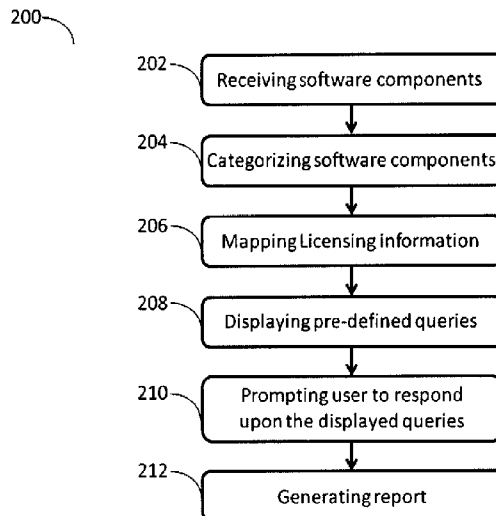 200
202
Receiving software components
204
Categorizing software components
206
Mapping Licensing information
208
Displaying pre-defined queries
210
Prompting user to respond
upon the displayed queries
212
Generating report